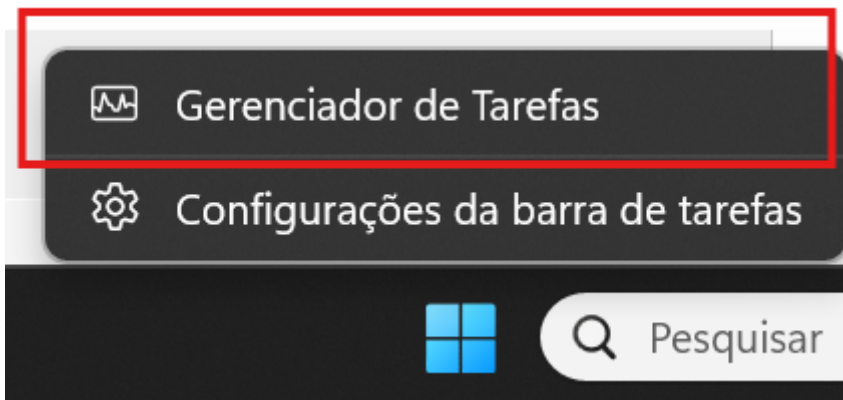 Gerenciador de Tarefas
Configurações da barra de tarefas
Pesquisar